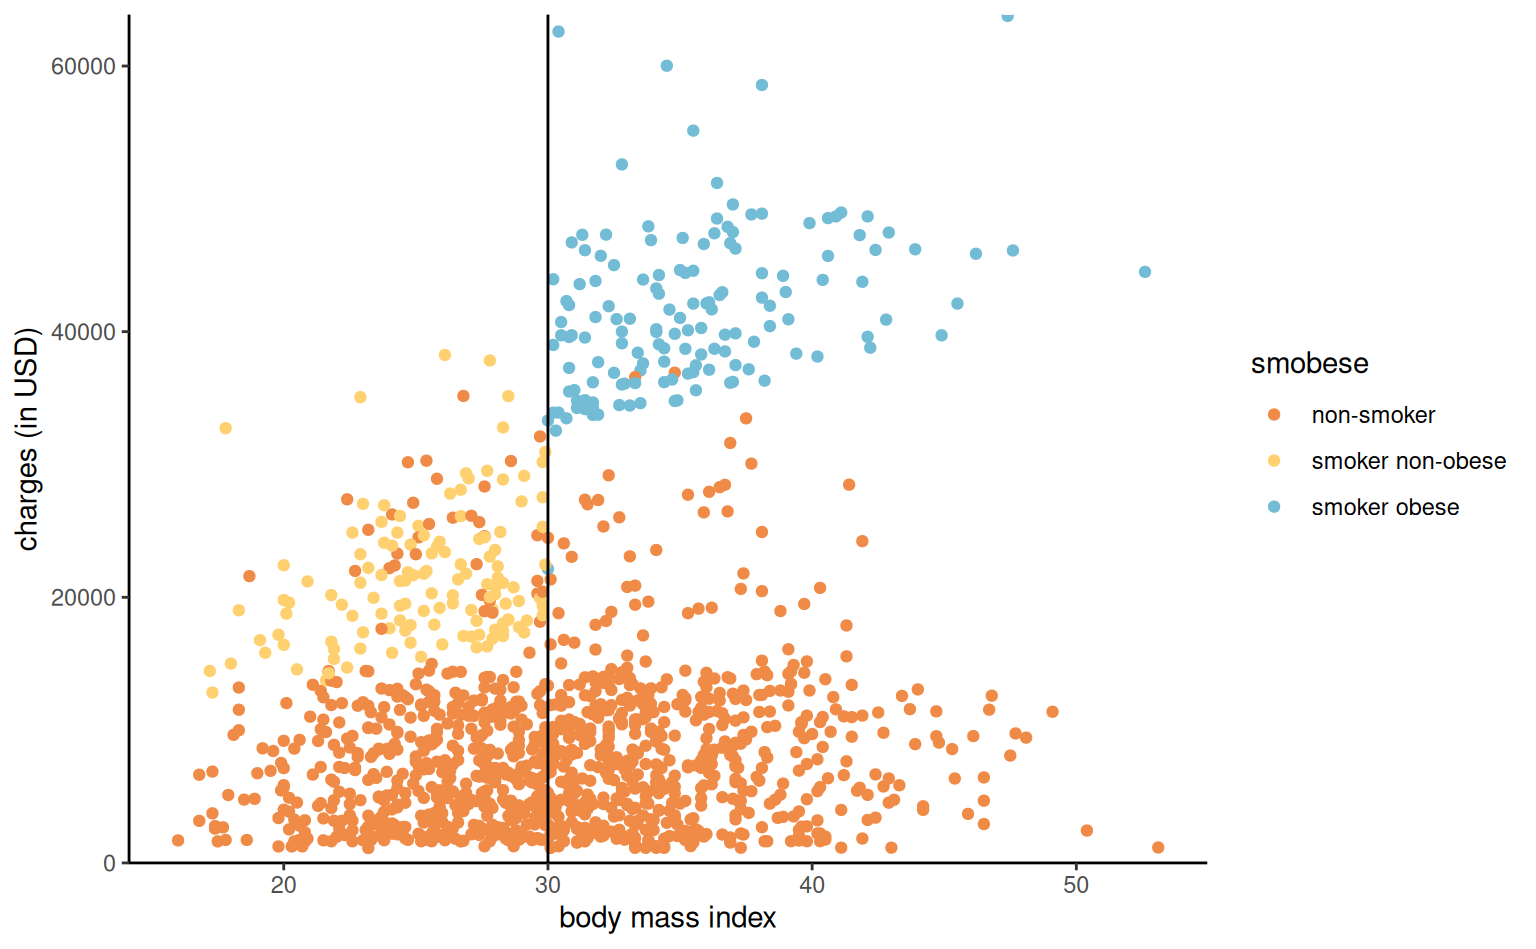 60000
40000
20000
0
charges (in USD)
20
30
40
50
body mass index
smobese
non-smoker
smoker non-obese
smoker obese